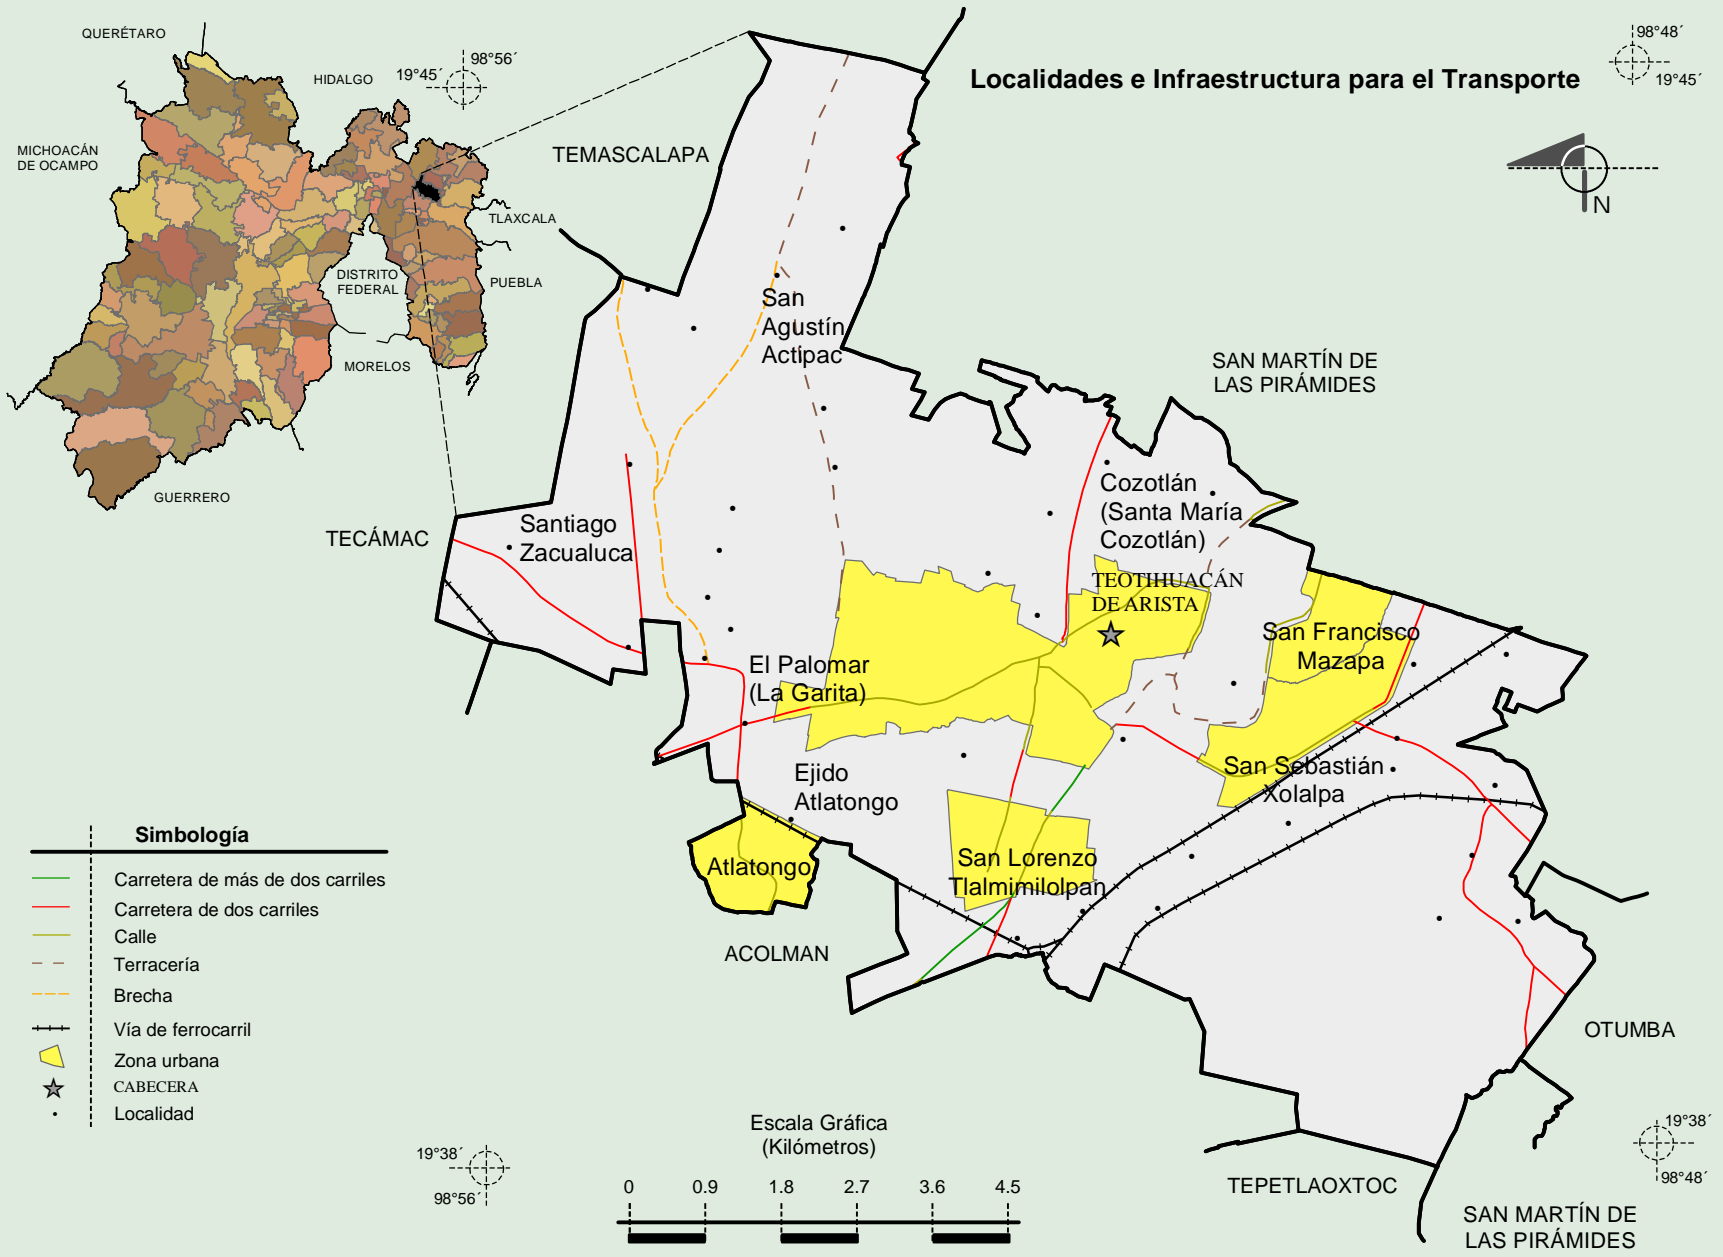 Localidades e Infraestructura para el Transporte
98°48´
19°45´
N
19°45´
98°56´
QUERÉTARO
HIDALGO
MICHOACÁN
DE OCAMPO
TLAXCALA
DISTRITO
FEDERAL
PUEBLA
MORELOS
GUERRERO
TEMASCALAPA
SAN MARTÍN DE
LAS PIRÁMIDES
TECÁMAC
San
Agustín
Actipac
Santiago
Zacualuca
Cozotlán
(Santa María
Cozotlán)
TEOTIHUACÁN
DE ARISTA
San Francisco
Mazapa
El Palomar
(La Garita)
San Sebastián
Xolalpa
Ejido
Atlatongo
Atlatongo
San Lorenzo
Tlalmimilolpan
ACOLMAN
OTUMBA
TEPETLAOXTOC
SAN MARTÍN DE
LAS PIRÁMIDES
Simbología
Carretera de más de dos carriles
Carretera de dos carriles
Calle
Terracería
Brecha
Vía de ferrocarril
Zona urbana
CABECERA
Localidad
19°38´
98°56´
Escala Gráfica
(Kilómetros)
0 0.9 1.8 2.7 3.6 4.5
19°38´
98°48´